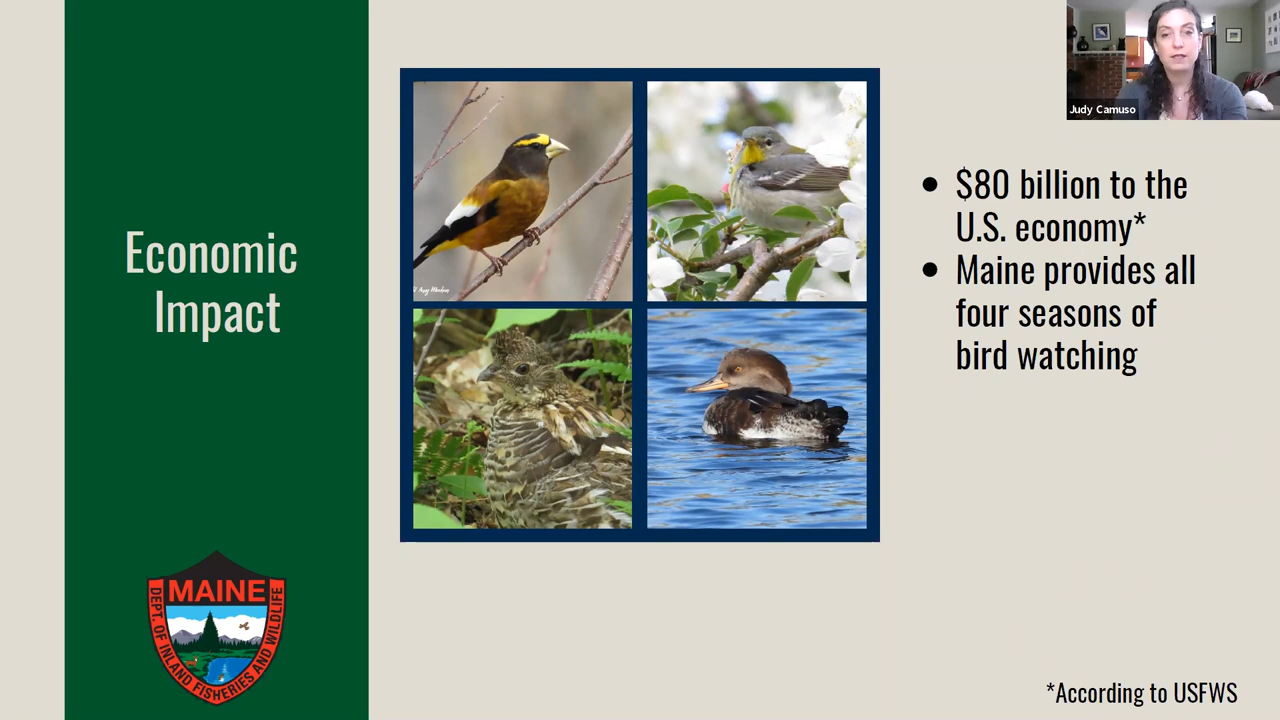 Judy Camuso
Economic
Impact
$80 billion to the
U.S. economy*
Maine provides all
four seasons of
bird watching
MAINE
DEPT. OF INLAND FISHERIES AND WILDLIFE
*According to USFWS